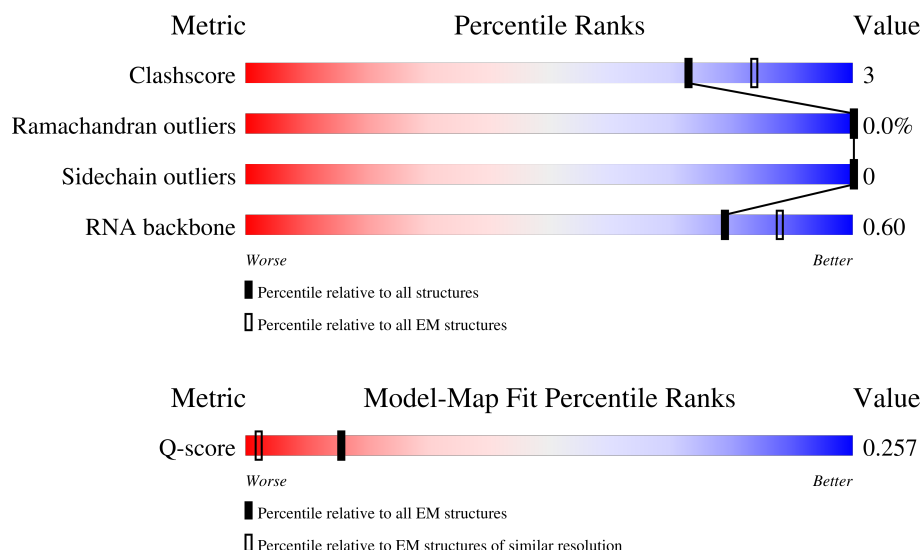 Metric Percentile Ranks Value
Clashscore 3
Ramachandran outliers 0.0%
Sidechain outliers 0
RNA backbone 0.60
Worse Better
Percentile relative to all structures
Percentile relative to all EM structures
Metric Model-Map Fit Percentile Ranks Value
Q-score 0.257
Worse Better
Percentile relative to all EM structures
Percentile relative to EM structures of similar resolution